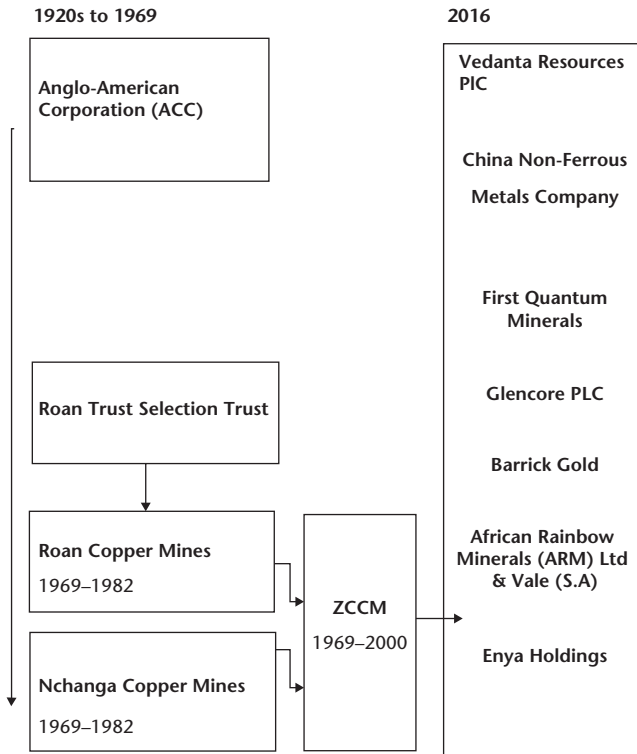 1920s to 1969
2016
Anglo-American
Corporation (ACC)
Roan Trust Selection Trust
Roan Copper Mines
1969–1982
Nchanga Copper Mines
1969–1982
ZCCM
1969–2000
Vedanta Resources
PlC
China Non-Ferrous
Metals Company
First Quantum
Minerals
Glencore PLC
Barrick Gold
African Rainbow
Minerals (ARM) Ltd
& Vale (S.A)
Enya Holdings